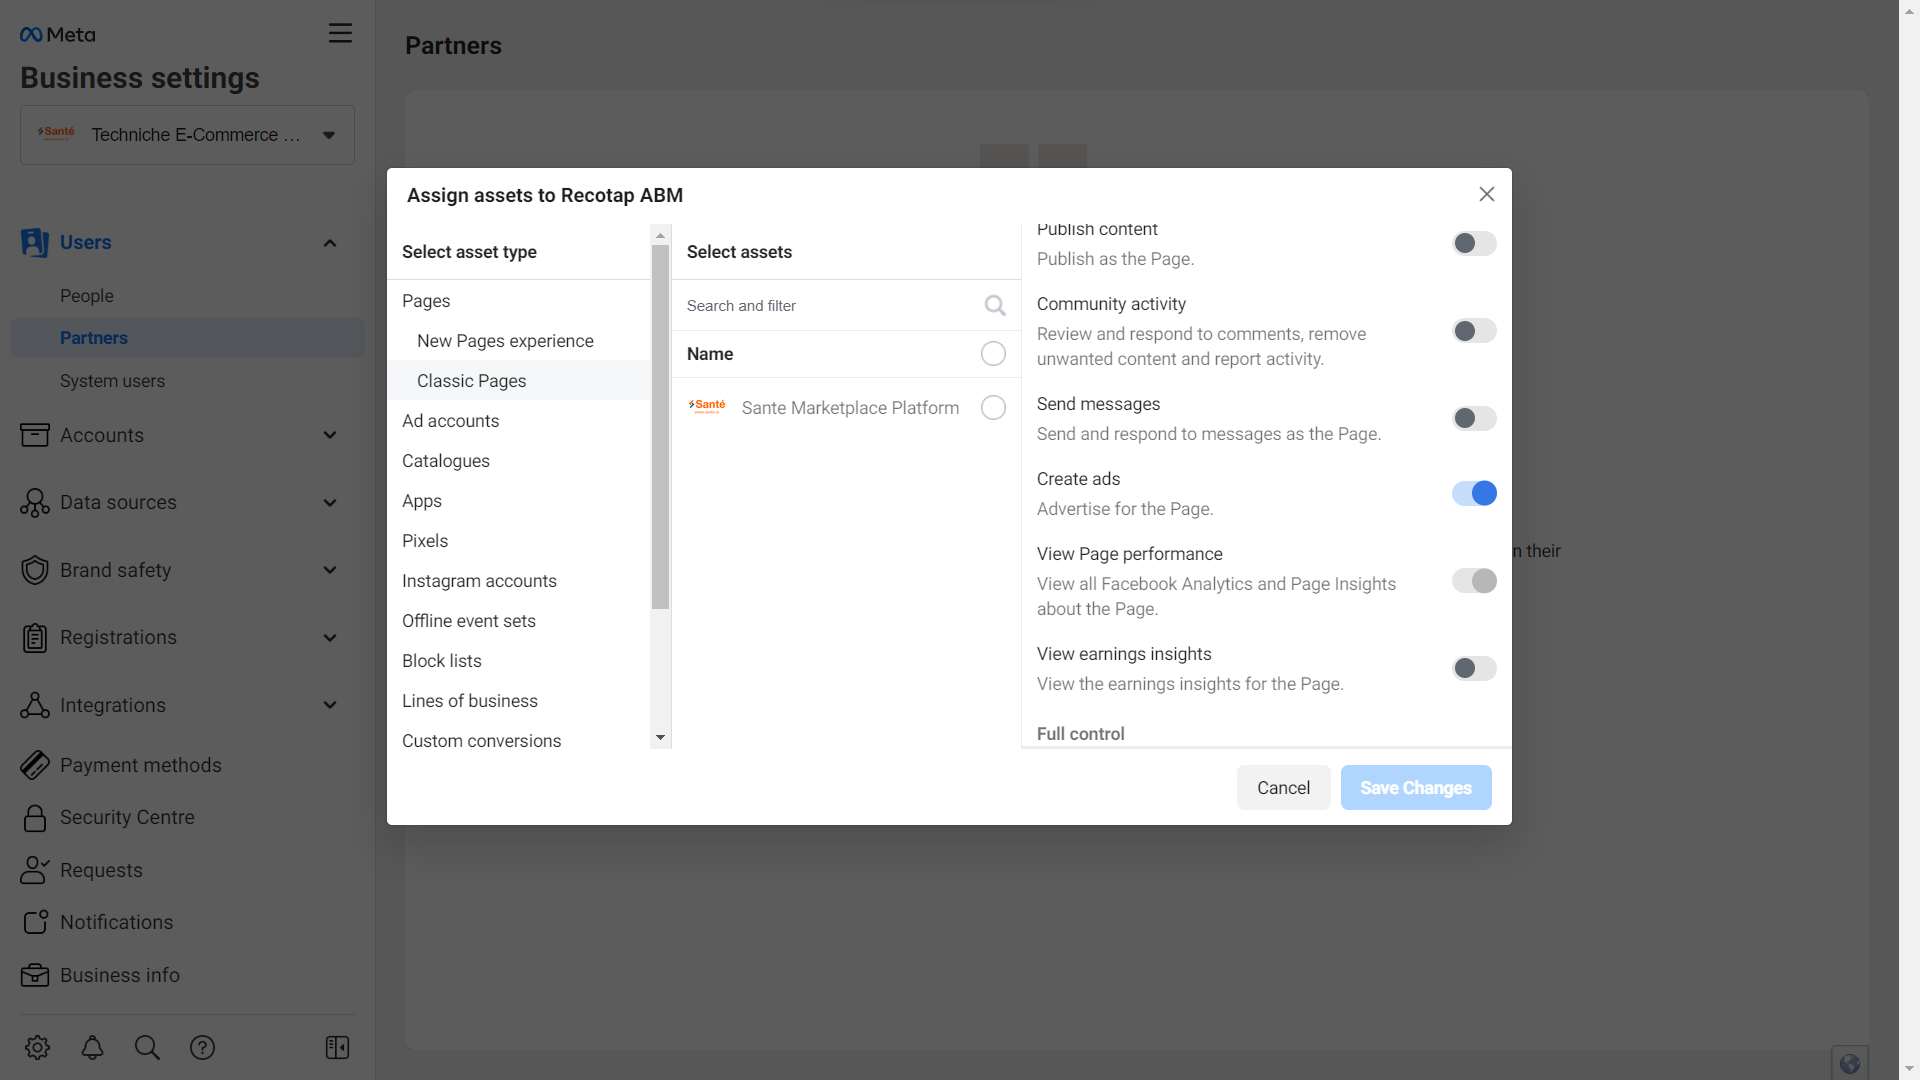 Meta
Business settings
Santé
Techniche E-Commerce ...
Users
People
Partners
System users
Accounts
Data sources
Brand safety
Registrations
Integrations
Payment methods
Security Centre
Requests
Notifications
Business info
Partners
n their
Assign assets to Recotap ABM
Select asset type
Pages
New Pages experience
Classic Pages
Ad accounts
Catalogues
Apps
Pixels
Instagram accounts
Offline event sets
Block lists
Lines of business
Custom conversions
Select assets
Search and filter
Name
Santé
Sante Marketplace Platform
Publish content
Publish as the Page.
Community activity
Review and respond to comments, remove
unwanted content and report activity.
Send messages
Send and respond to messages as the Page.
Create ads
Advertise for the Page.
View Page performance
View all Facebook Analytics and Page Insights
about the Page.
View earnings insights
View the earnings insights for the Page.
Full control
Cancel
Save Changes